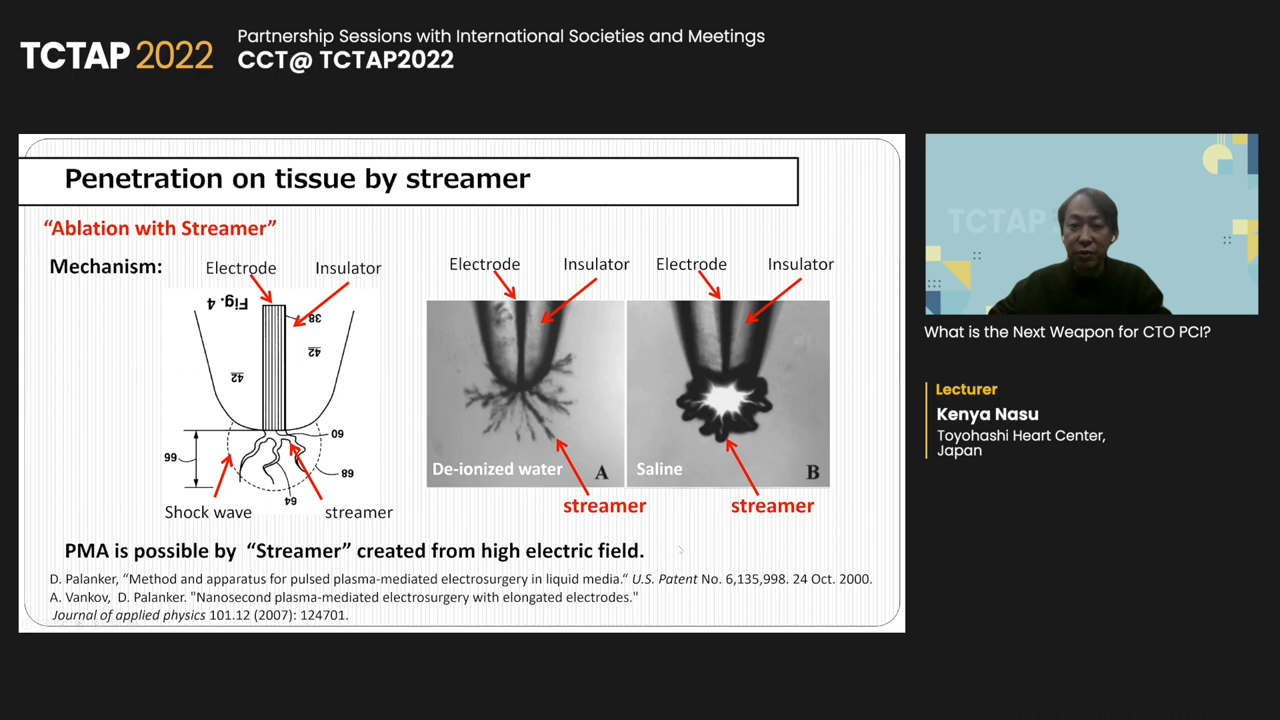 TCTAP 2022
Partnership Sessions with International Societies and Meetings
CCT@ TCTAP2022
Penetration on tissue by streamer
“Ablation with Streamer”
Mechanism:
Electrode
Insulator
Fig. 4
38
42
42
60
66
68
64
Shock wave
streamer
Electrode
Insulator
Electrode
Insulator
De-ionized water
A
Saline
B
streamer
streamer
PMA is possible by “Streamer” created from high electric field.
D. Palanker, “Method and apparatus for pulsed plasma-mediated electrosurgery in liquid media.“ U.S. Patent No. 6,135,998. 24 Oct. 2000.
A. Vankov, D. Palanker. "Nanosecond plasma-mediated electrosurgery with elongated electrodes."
Journal of applied physics 101.12 (2007): 124701.
TCTAP
What is the Next Weapon for CTO PCI?
Lecturer
Kenya Nasu
Toyohashi Heart Center,
Japan